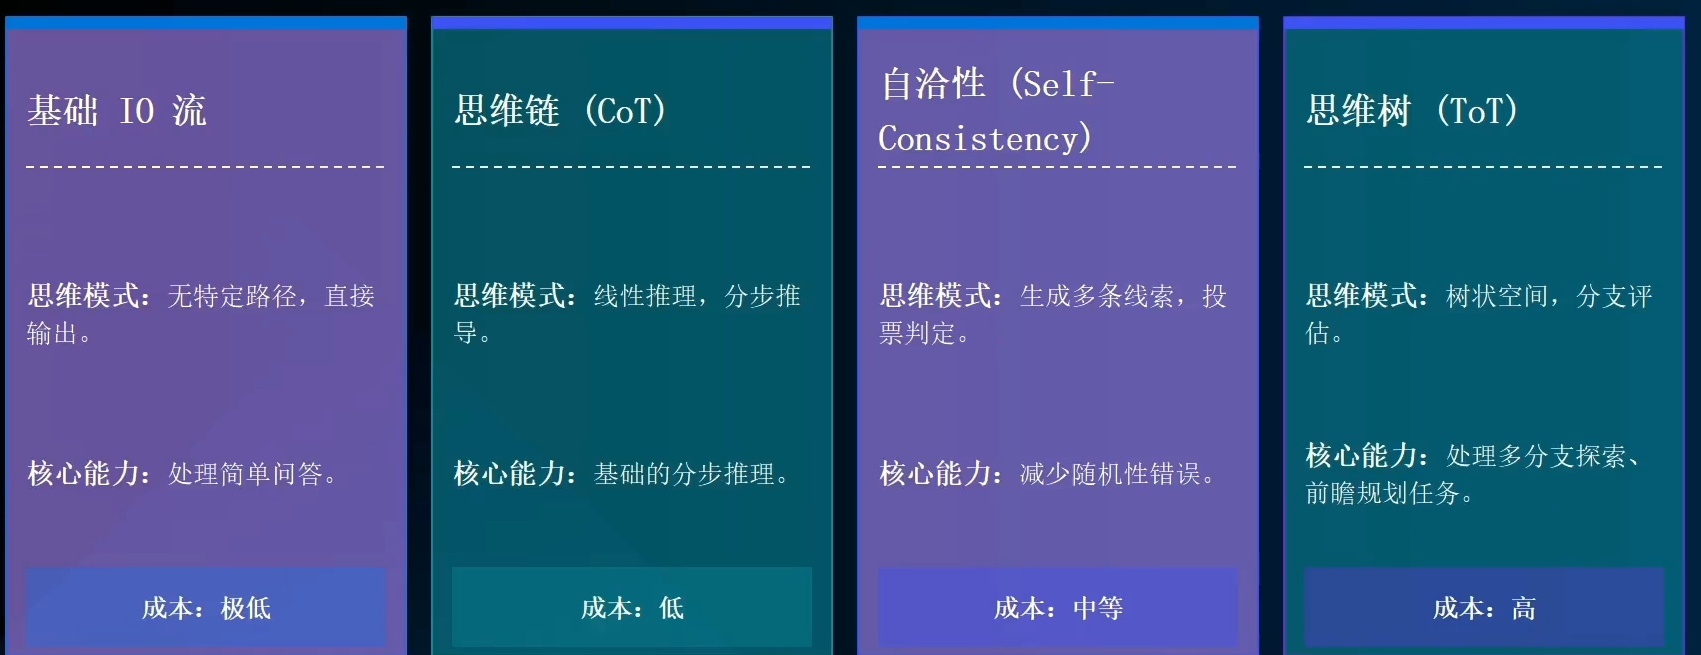 基础 IO 流
思维模式：无特定路径，直接
输出。
核心能力：处理简单问答。
成本：极低
思维链 (CoT)
思维模式：线性推理，分步推
导。
核心能力：基础的分步推理。
成本：低
自洽性 (Self-
Consistency)
思维模式：生成多条线索，投
票判定。
核心能力：减少随机性错误。
成本：中等
思维树 (ToT)
思维模式：树状空间，分支评
估。
核心能力：处理多分支探索、
前瞻规划任务。
成本：高